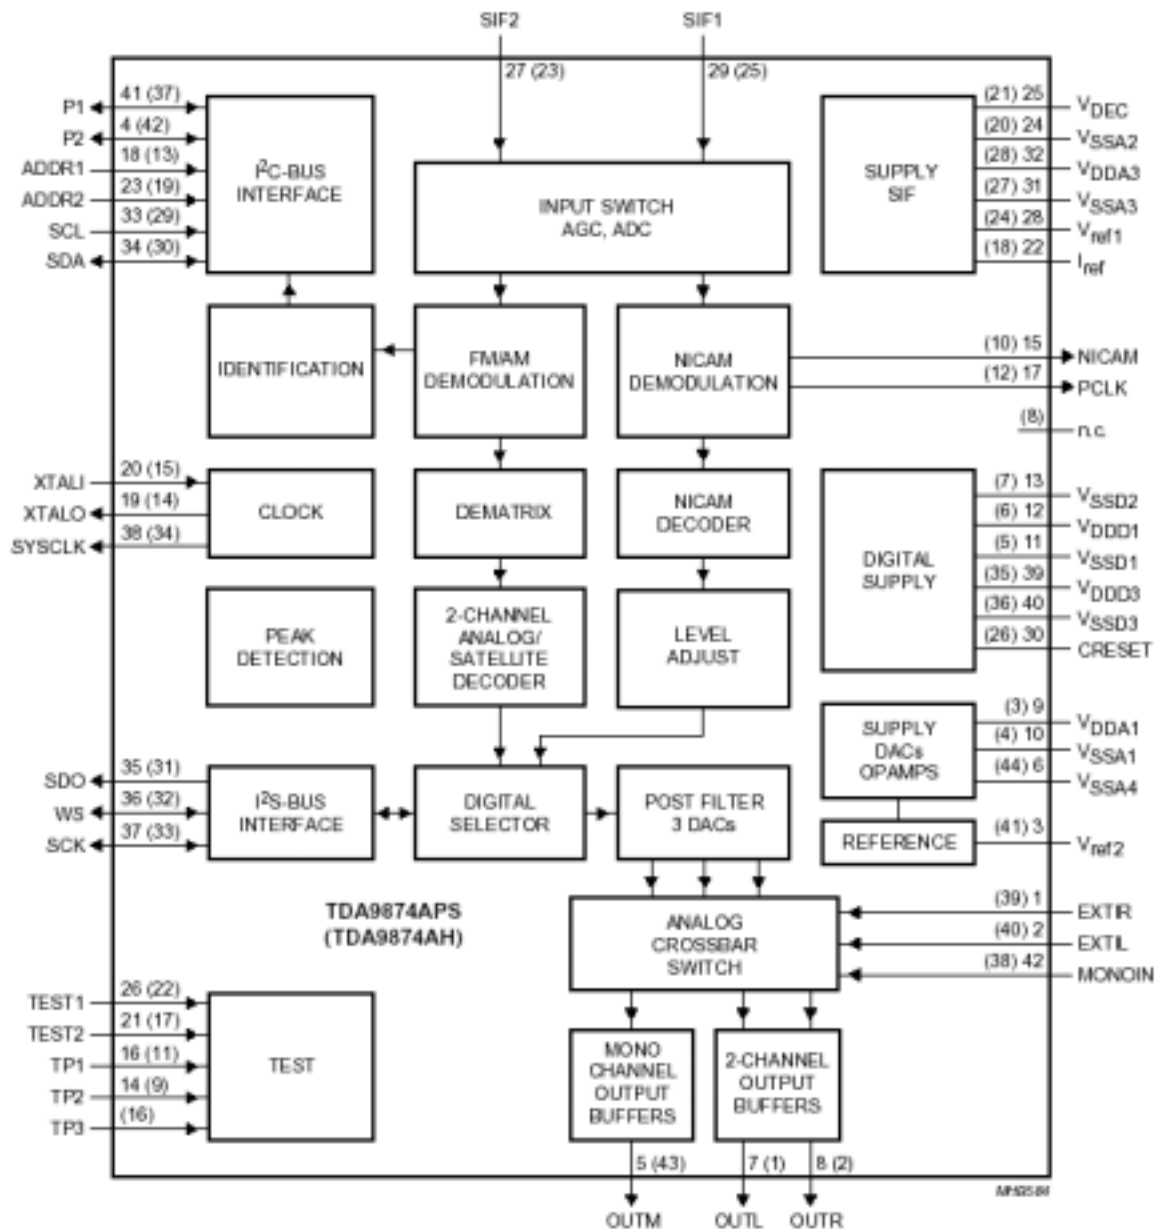 SIF2
SIF1
27 (23)
29 (25)
P1
41 (37)
P2
4 (42)
ADDR1
18 (13)
ADDR2
23 (19)
SCL
33 (29)
SDA
34 (30)
I2C-BUS
INTERFACE
INPUT SWITCH
AGC, ADC
SUPPLY
SIF
(21) 25
VDEC
(20) 24
VSSA2
(28) 32
VDDA3
(27) 31
VSSA3
(24) 28
Vref1
(18) 22
Iref
IDENTIFICATION
FM/AM
DEMODULATION
NICAM
DEMODULATION
(10) 15
NICAM
(12) 17
PCLK
(8)
n.c.
XTALI
20 (15)
XTALO
19 (14)
SYSCLK
38 (34)
CLOCK
DEMATRIX
NICAM
DECODER
DIGITAL
SUPPLY
(7) 13
VSSD2
(6) 12
VDDD1
(5) 11
VSSD1
(35) 39
VDDD3
(36) 40
VSSD3
(26) 30
CRESET
PEAK
DETECTION
2-CHANNEL
ANALOG/
SATELLITE
DECODER
LEVEL
ADJUST
SUPPLY
DACs
OPAMPS
(3) 9
VDDA1
(4) 10
VSSA1
(44) 6
VSSA4
SDO
35 (31)
WS
36 (32)
SCK
37 (33)
I2S-BUS
INTERFACE
DIGITAL
SELECTOR
POST FILTER
3 DACs
REFERENCE
(41) 3
Vref2
TDA9874APS
(TDA9874AH)
ANALOG
CROSSBAR
SWITCH
(39) 1
EXTIR
(40) 2
EXTIL
(38) 42
MONOIN
TEST1
26 (22)
TEST2
21 (17)
TP1
16 (11)
TP2
14 (9)
TP3
(16)
TEST
MONO
CHANNEL
OUTPUT
BUFFERS
2-CHANNEL
OUTPUT
BUFFERS
5 (43)
7 (1)
8 (2)
MHB584
OUTM
OUTL
OUTR